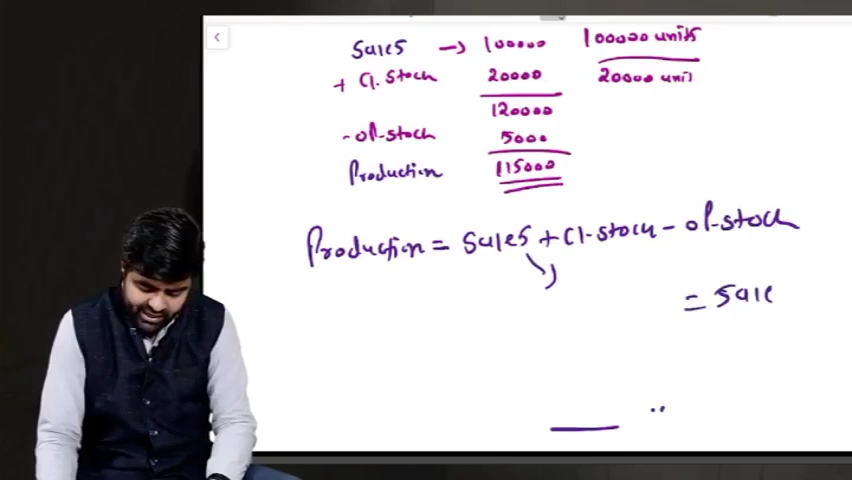 Sales → 100000 100000 units
+ Cl. Stock 20000 20000 unit
120000
- Op-stock 5000
Production 115000
Production = Sales + Cl-stock - Op-stock
= Sale